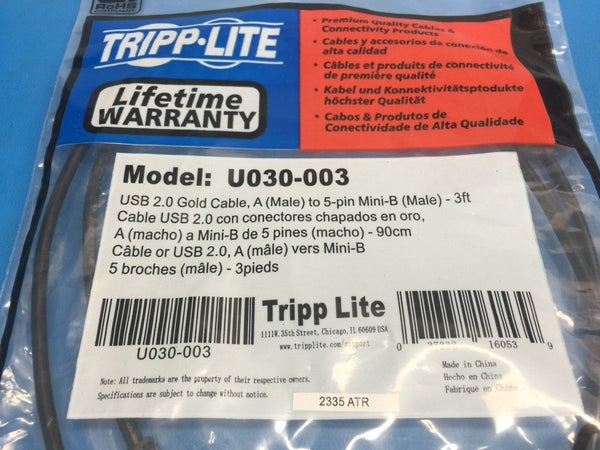 RoHS
COMPLIANT
TRIPP·LITE
Lifetime
WARRANTY
• Premium Quality Cables &
Connectivity Products
• Cables y accesorios de conexión de
alta calidad
• Câbles et produits de connectivité
de première qualité
• Kabel und Konnektivitätsptodukte
höchster Qualität
• Cabos & Produtos de
Conectividade de Alta Qualidade
Model: U030-003
USB 2.0 Gold Cable, A (Male) to 5-pin Mini-B (Male) - 3ft
Cable USB 2.0 con conectores chapados en oro,
A (macho) a Mini-B de 5 pines (macho) - 90cm
Câble or USB 2.0, A (mâle) vers Mini-B
5 broches (mâle) - 3pieds
U030-003
Tripp Lite
1111W. 35th Street, Chicago, IL 60609 USA
www.tripplite.com/support
0 37332 16053 9
Made in China
Hecho en China
Fabriqué en Chine
Note: All trademarks are the property of their respective owners.
Specifications are subject to change without notice.
2335 ATR